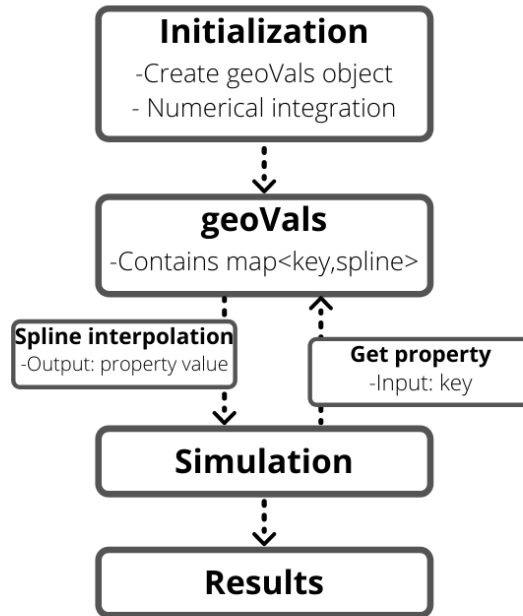 Initialization
-Create geoVals object
- Numerical integration
geoVals
-Contains map<key,spline>
Spline interpolation
-Output: property value
Get property
-Input: key
Simulation
Results